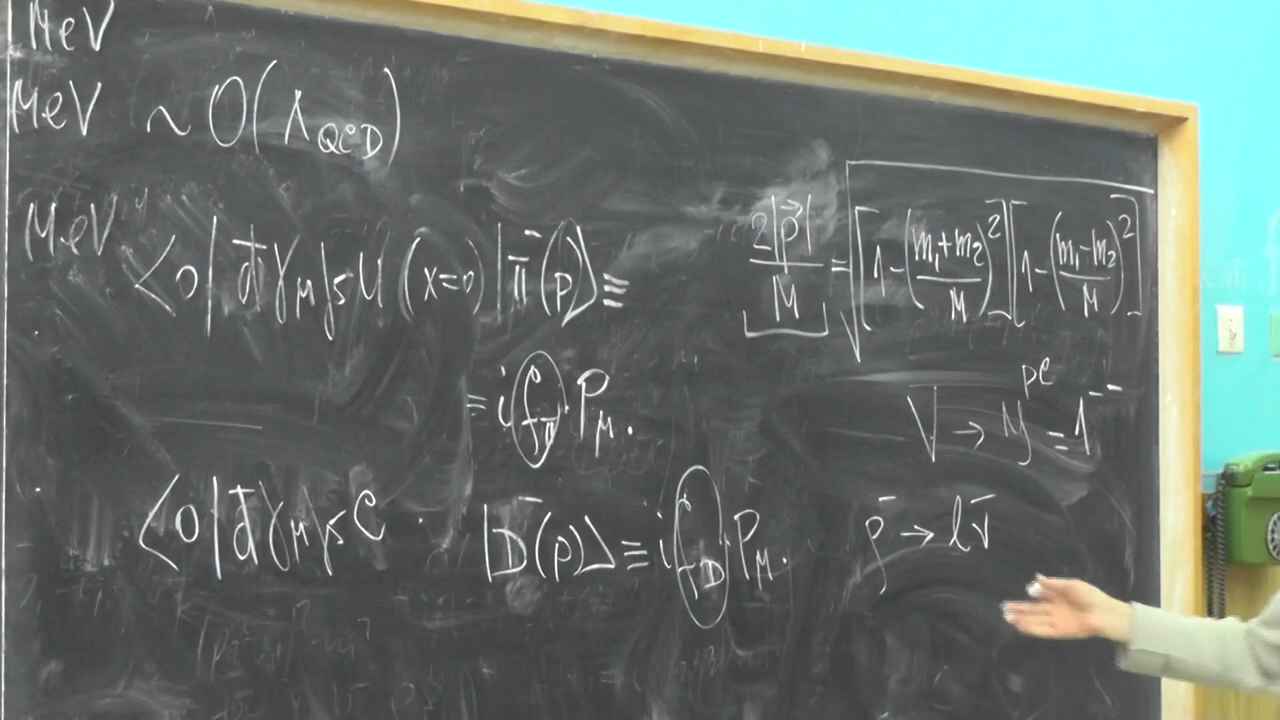 MeV
MeV ~ O(Λ_QCD)
MeV
<0| d̄ γ_μ γ_5 u (x=0) |π⁻(p)> ≡
= i f_π P_μ.
<0| d̄ γ_μ γ_5 c · |D⁻(p)> ≡ i f_D P_μ.
2|p⃗|/M = √([1-((m₁+m₂)/M)²][1-((m₁-m₂)/M)²])
V → J^{pc} = 1⁻⁻
ρ⁻ → l ν̄